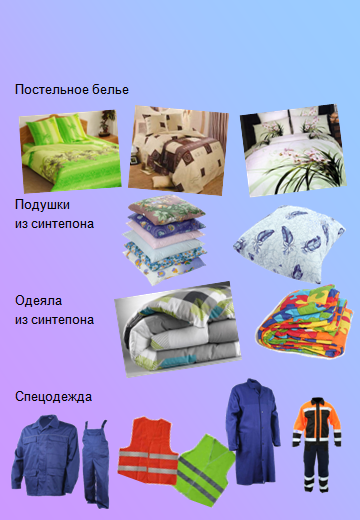 Постельное белье
Подушки
из синтепона
Одеяла
из синтепона
Спецодежда